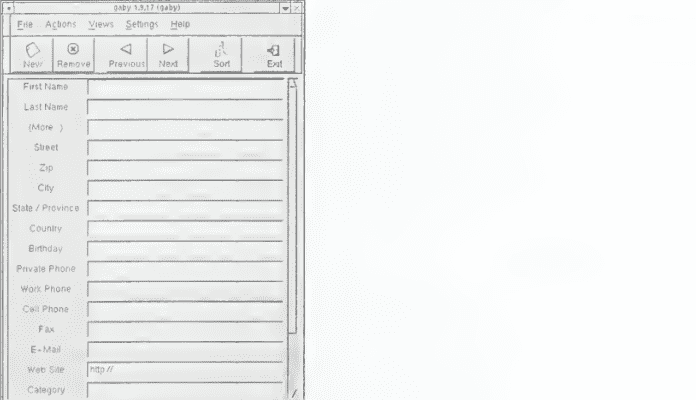 gaby 1.9.17 (gaby)
File Actions Views Settings Help
New Remove Previous Next Sort Exit
First Name
Last Name
(More...)
Street
Zip
City
State / Province
Country
Birthday
Private Phone
Work Phone
Cell Phone
Fax
E-Mail
Web Site http://
Category